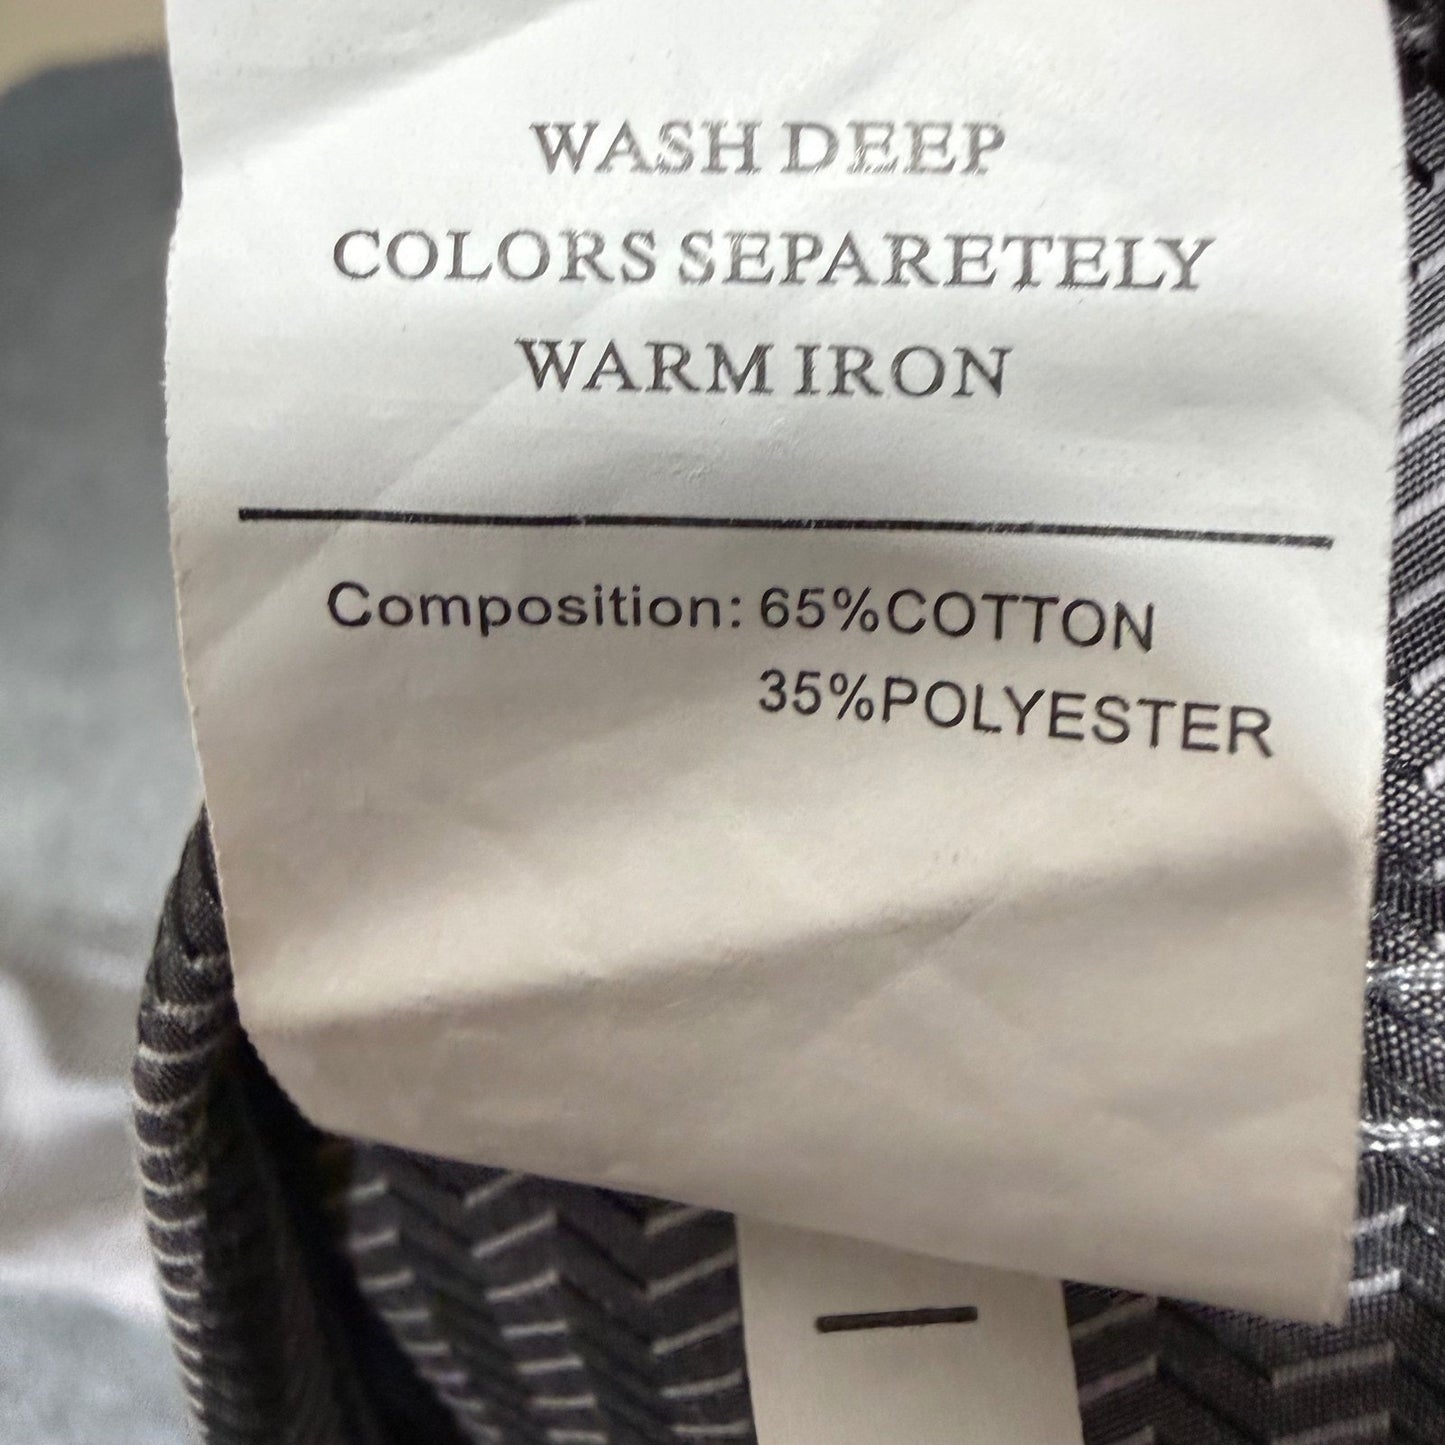 WASH DEEP
COLORS SEPARETELY
WARM IRON
Composition: 65%COTTON
35%POLYESTER